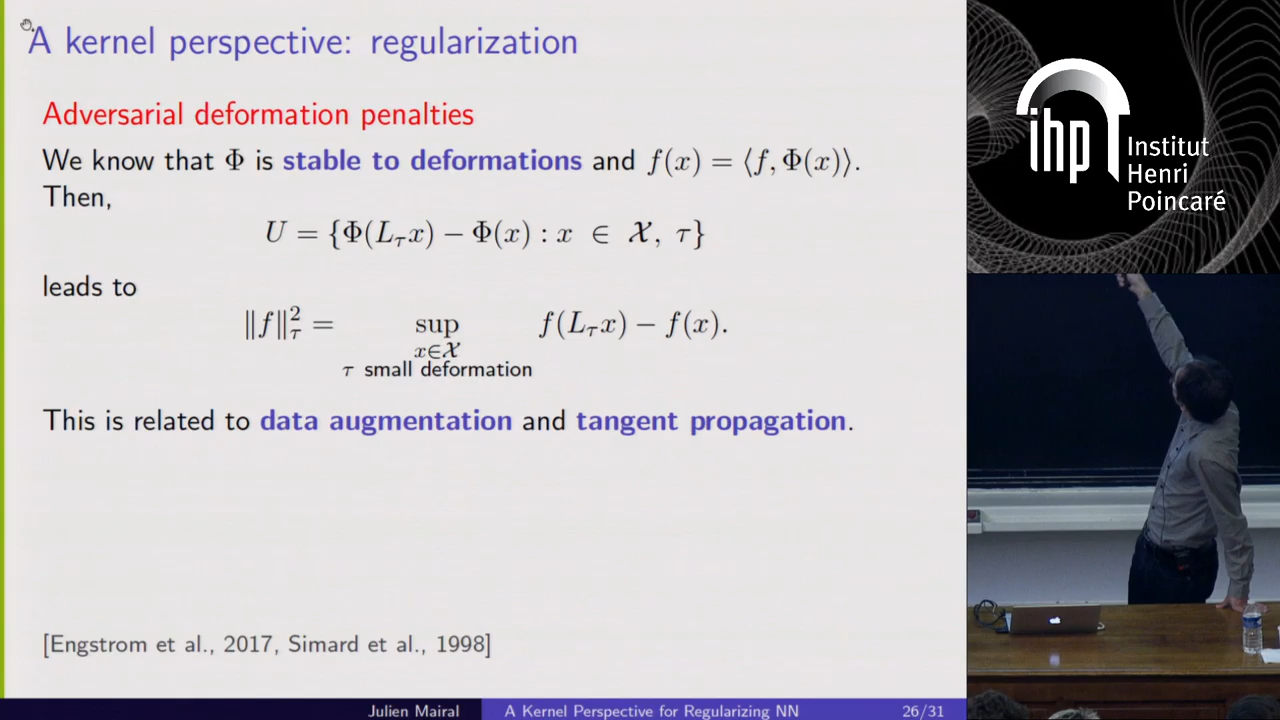 A kernel perspective: regularization
Adversarial deformation penalties
We know that Φ is stable to deformations and f(x) = ⟨f, Φ(x)⟩.
Then,
U = {Φ(L_τ x) − Φ(x) : x ∈ 𝒳, τ}
leads to
‖f‖²_τ = sup f(L_τ x) − f(x).
x∈𝒳
τ small deformation
This is related to data augmentation and tangent propagation.
[Engstrom et al., 2017, Simard et al., 1998]
Julien Mairal A Kernel Perspective for Regularizing NN 26/31
ihp Institut
Henri
Poincaré